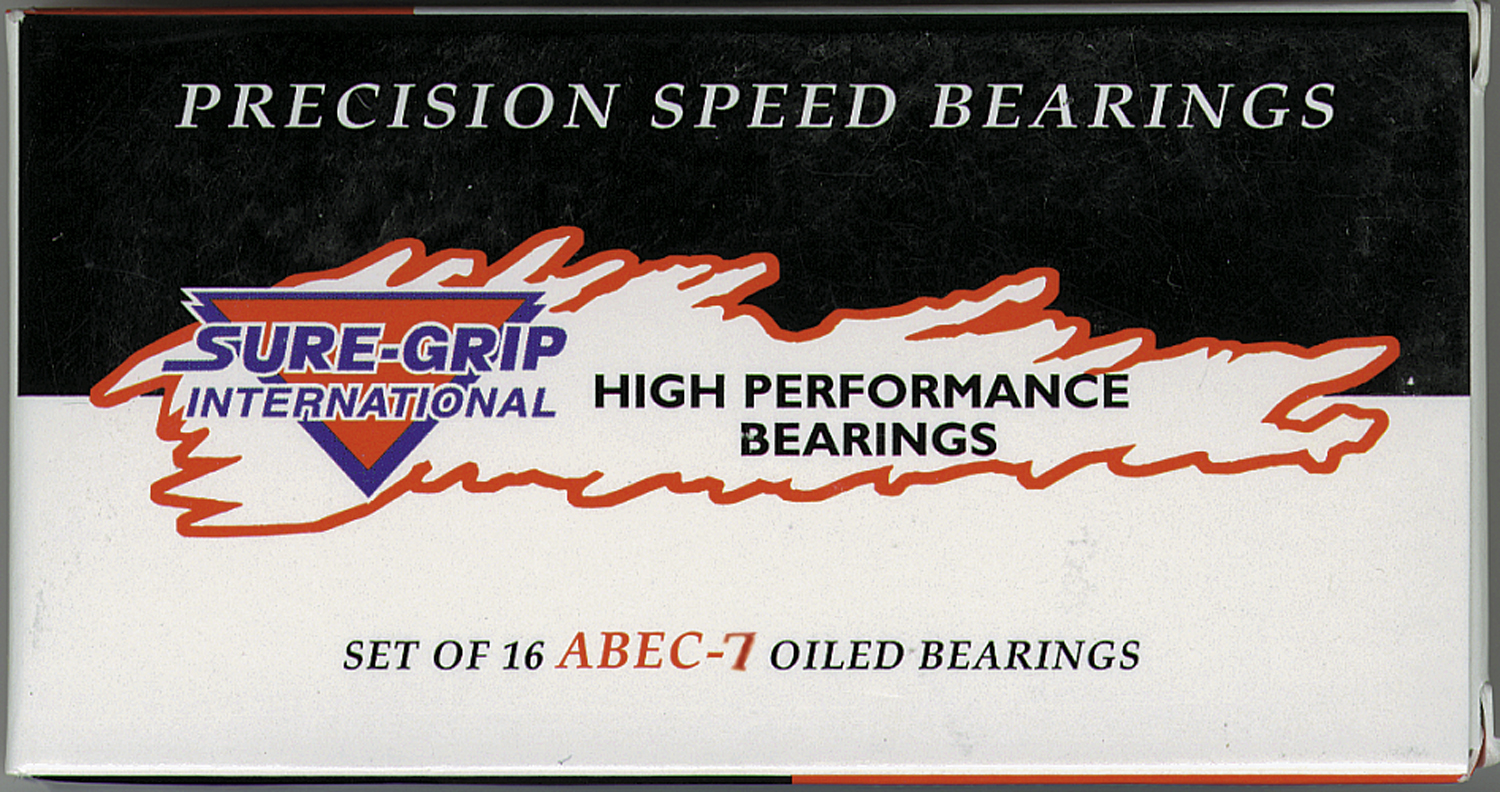 PRECISION SPEED BEARINGS
SURE-GRIP
INTERNATIONAL
HIGH PERFORMANCE
BEARINGS
SET OF 16 ABEC-7 OILED BEARINGS